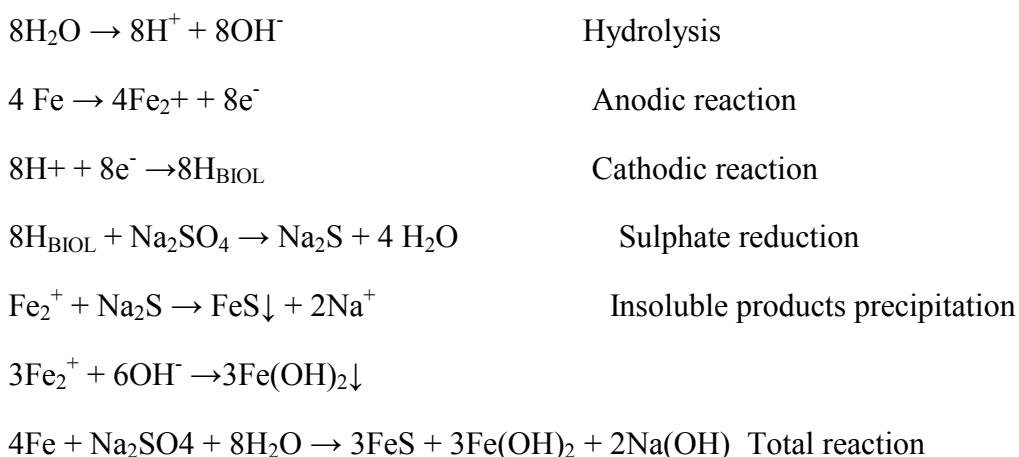 8H₂O → 8H⁺ + 8OH⁻ Hydrolysis
4 Fe → 4Fe₂+ + 8e⁻ Anodic reaction
8H+ + 8e⁻ →8H_BIOL Cathodic reaction
8H_BIOL + Na₂SO₄ → Na₂S + 4 H₂O Sulphate reduction
Fe₂⁺ + Na₂S → FeS↓ + 2Na⁺ Insoluble products precipitation
3Fe₂⁺ + 6OH⁻ →3Fe(OH)₂↓
4Fe + Na₂SO4 + 8H₂O → 3FeS + 3Fe(OH)₂ + 2Na(OH) Total reaction